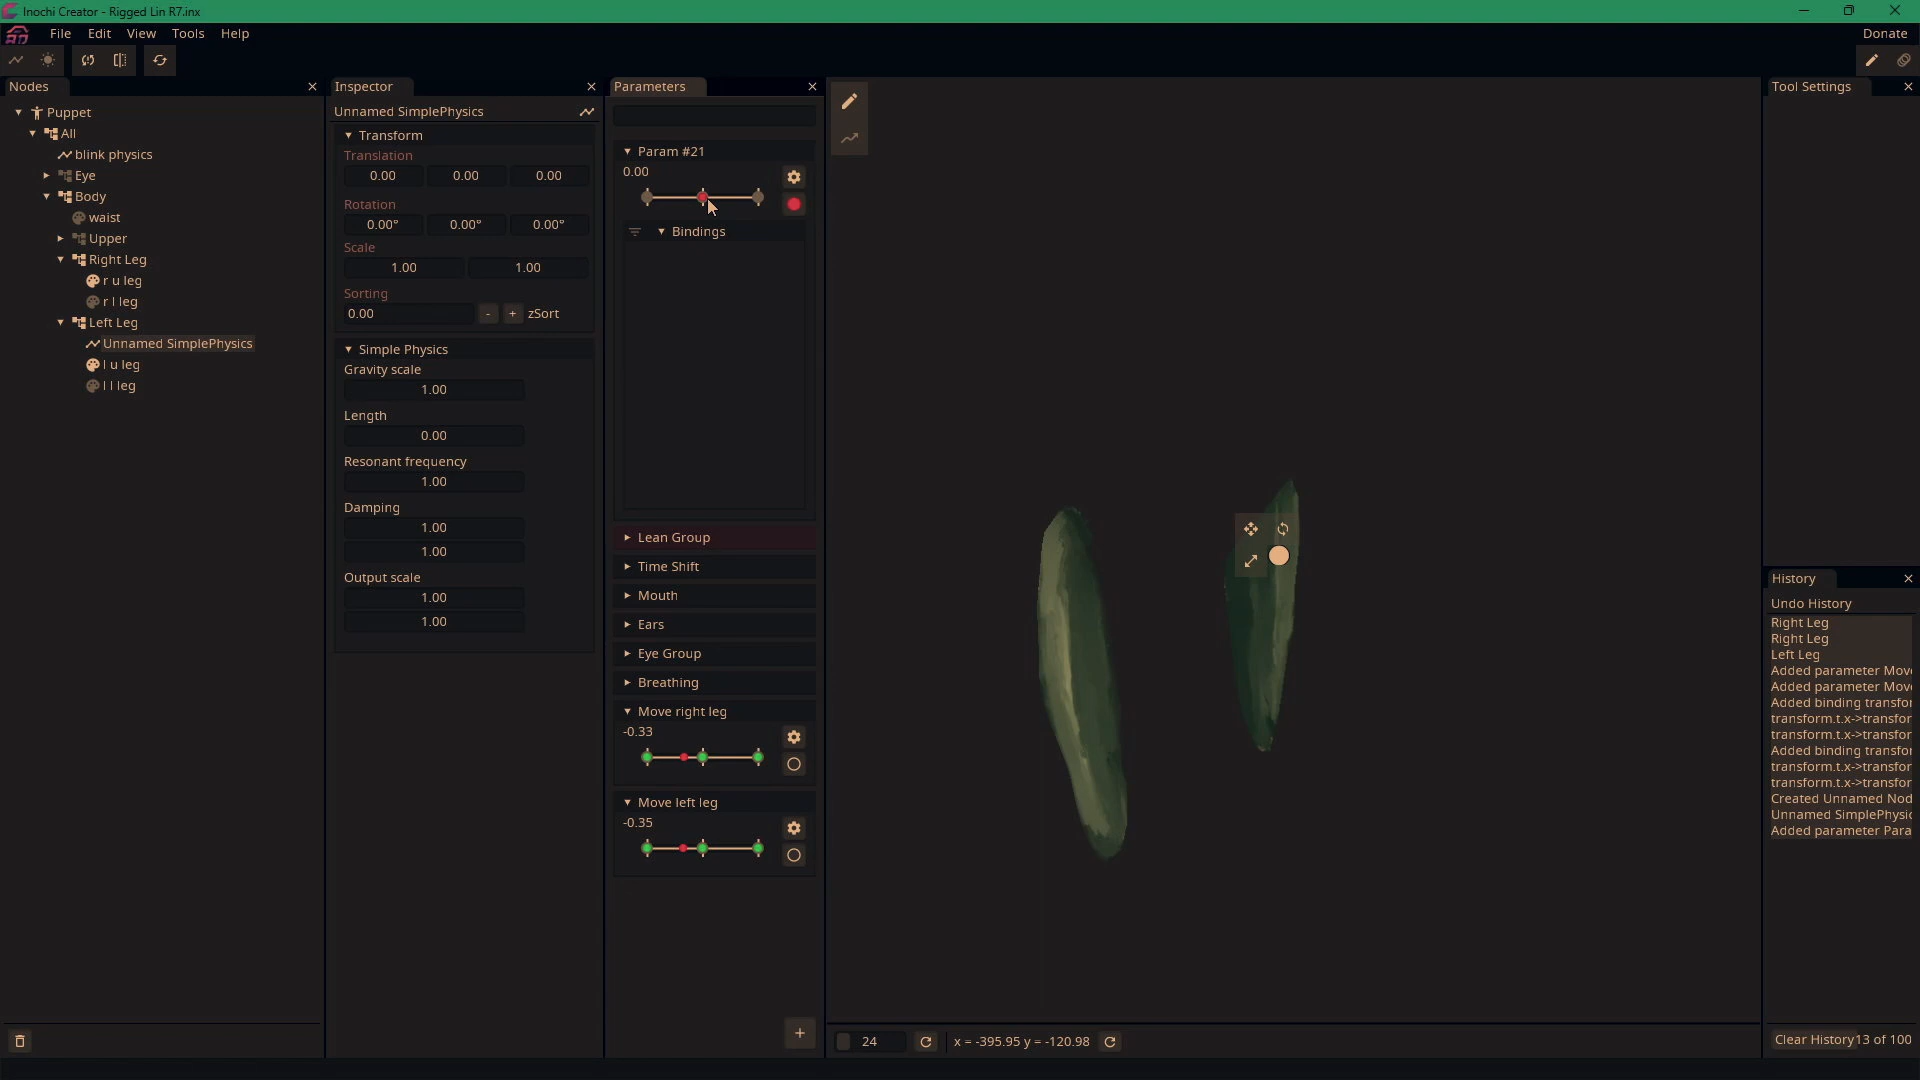 Inochi Creator - Rigged Lin R7.inx
File Edit View Tools Help
Donate
Nodes
Puppet
All
blink physics
Eye
Body
waist
Upper
Right Leg
r u leg
r l leg
Left Leg
Unnamed SimplePhysics
l u leg
l l leg
Inspector
Unnamed SimplePhysics
Transform
Translation
0.00 0.00 0.00
Rotation
0.00° 0.00° 0.00°
Scale
1.00 1.00
Sorting
0.00 - + zSort
Simple Physics
Gravity scale
1.00
Length
0.00
Resonant frequency
1.00
Damping
1.00
1.00
Output scale
1.00
1.00
Parameters
Param #21
0.00
Bindings
Lean Group
Time Shift
Mouth
Ears
Eye Group
Breathing
Move right leg
-0.33
Move left leg
-0.35
+
24 x = -395.95 y = -120.98
Tool Settings
History
Undo History
Right Leg
Right Leg
Left Leg
Added parameter Mov
Added parameter Mov
Added binding transfor
transform.t.x->transfor
transform.t.x->transfor
Added binding transfor
transform.t.x->transfor
transform.t.x->transfor
Created Unnamed Nod
Unnamed SimplePhysic
Added parameter Para
Clear History 13 of 100